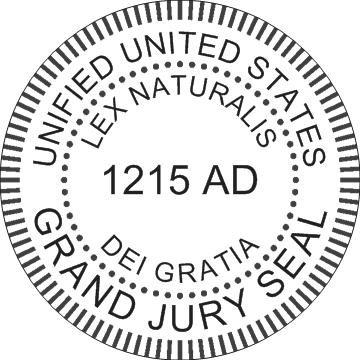 UNIFIED UNITED STATES
LEX NATURALIS
1215 AD
DEI GRATIA
GRAND JURY SEAL